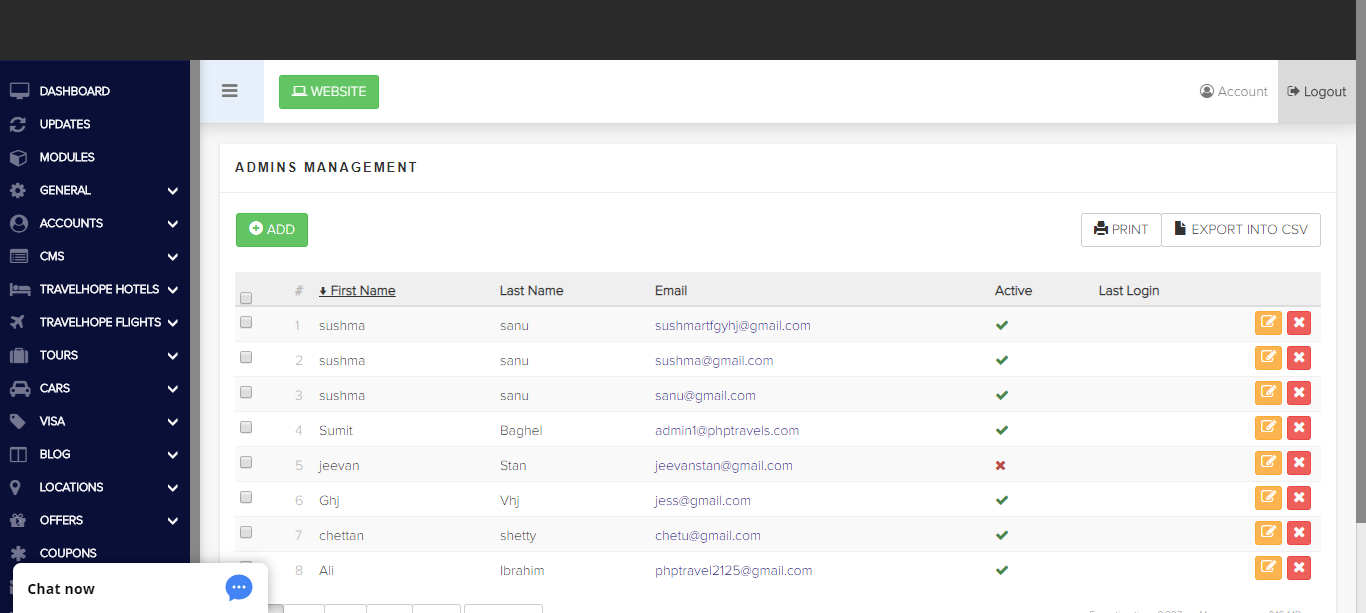 WEBSITE
Account
Logout
DASHBOARD
UPDATES
MODULES
GENERAL
ACCOUNTS
CMS
TRAVELHOPE HOTELS
TRAVELHOPE FLIGHTS
TOURS
CARS
VISA
BLOG
LOCATIONS
OFFERS
COUPONS
Chat now
ADMINS MANAGEMENT
ADD
PRINT EXPORT INTO CSV
# First Name Last Name Email Active Last Login
1 sushma sanu sushmartfgyhj@gmail.com
2 sushma sanu sushma@gmail.com
3 sushma sanu sanu@gmail.com
4 Sumit Baghel admin1@phptravels.com
5 jeevan Stan jeevanstan@gmail.com
6 Ghj Vhj jess@gmail.com
7 chettan shetty chetu@gmail.com
8 Ali Ibrahim phptravel2125@gmail.com